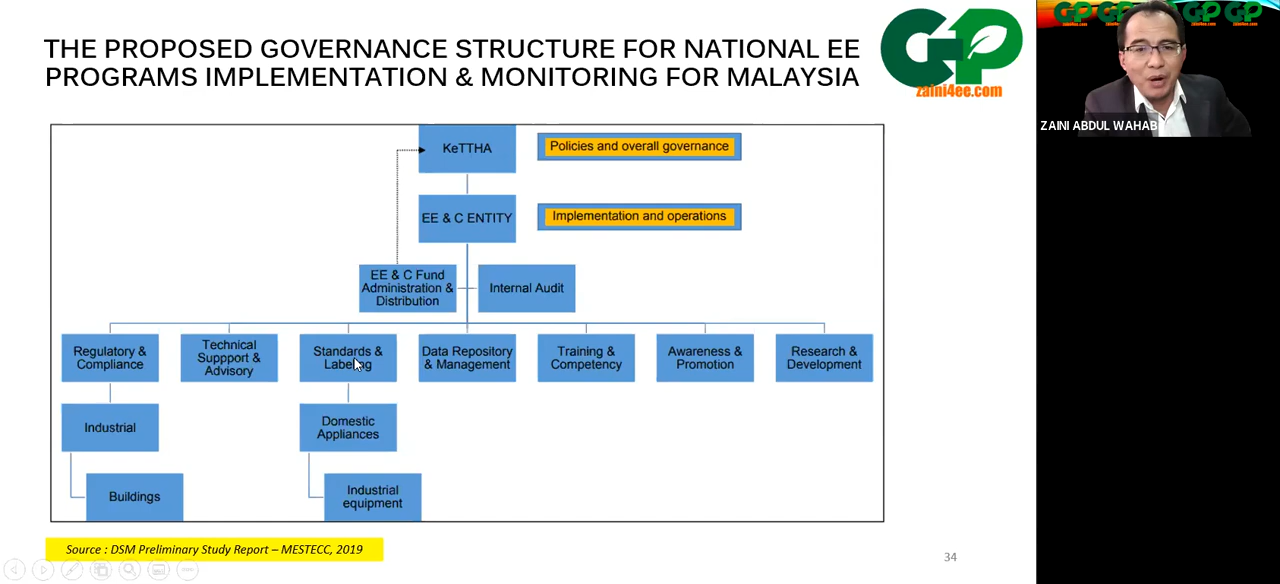 THE PROPOSED GOVERNANCE STRUCTURE FOR NATIONAL EE
PROGRAMS IMPLEMENTATION & MONITORING FOR MALAYSIA
GP
zaini4ee.com
ZAINI ABDUL WAHAB
KeTTHA
Policies and overall governance
EE & C ENTITY
Implementation and operations
EE & C Fund
Administration &
Distribution
Internal Audit
Regulatory &
Compliance
Technical
Suppport &
Advisory
Standards &
Labeling
Data Repository
& Management
Training &
Competency
Awareness &
Promotion
Research &
Development
Industrial
Domestic
Appliances
Buildings
Industrial
equipment
Source : DSM Preliminary Study Report – MESTECC, 2019
34